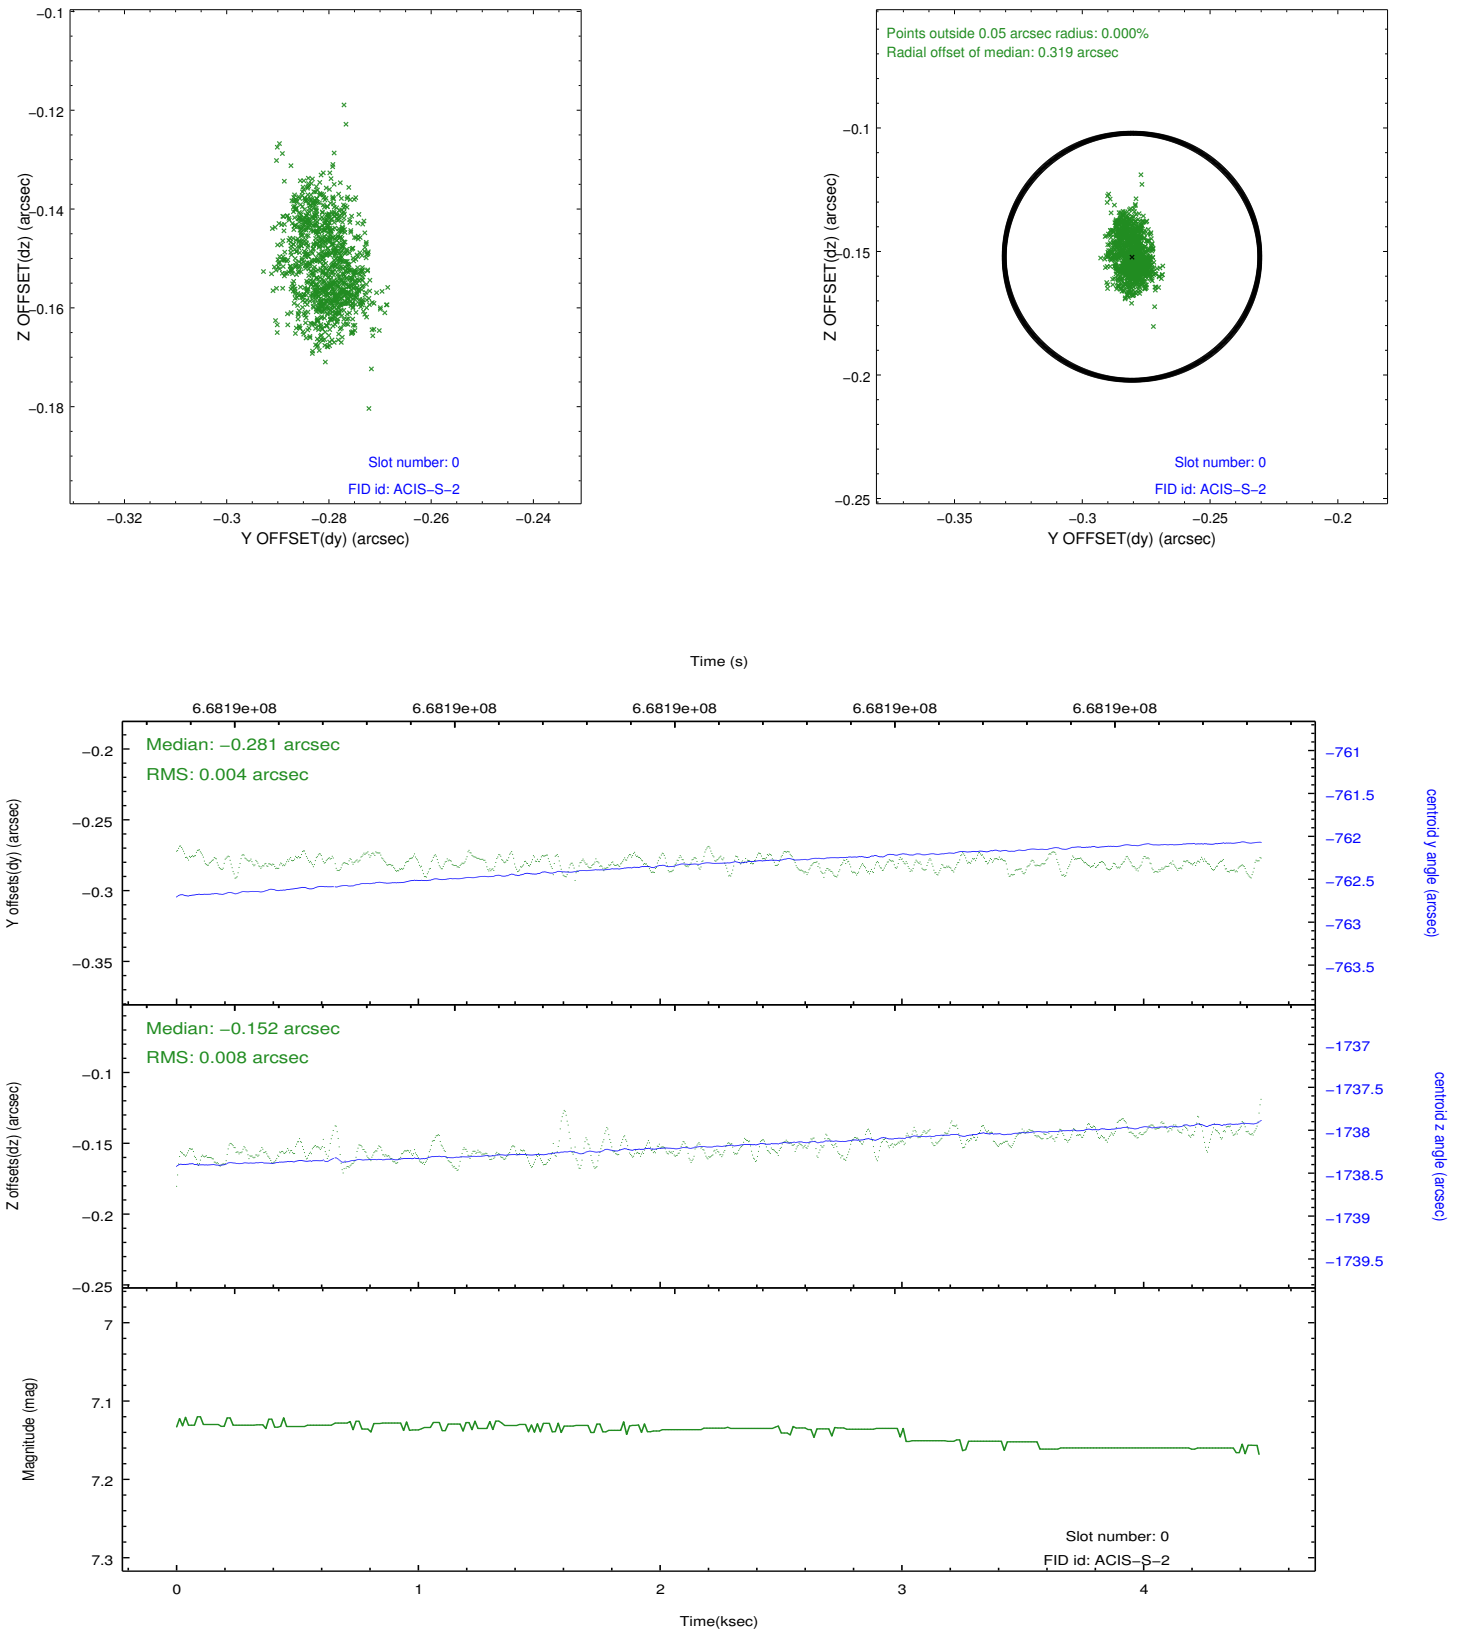 −0.1
−0.12
−0.14
−0.16
−0.18
Z OFFSET(dz) (arcsec)
Slot number: 0
FID id: ACIS−S−2
−0.32 −0.3 −0.28 −0.26 −0.24
Y OFFSET(dy) (arcsec)
Points outside 0.05 arcsec radius: 0.000%
Radial offset of median: 0.319 arcsec
−0.1
−0.15
−0.2
−0.25
Z OFFSET(dz) (arcsec)
Slot number: 0
FID id: ACIS−S−2
−0.35 −0.3 −0.25 −0.2
Y OFFSET(dy) (arcsec)
Time (s)
6.6819e+08 6.6819e+08 6.6819e+08 6.6819e+08 6.6819e+08
Median: −0.281 arcsec
RMS: 0.004 arcsec
−0.2
−0.25
−0.3
−0.35
Y offsets(dy) (arcsec)
−761
−761.5
−762
−762.5
−763
−763.5
centroid y angle (arcsec)
Median: −0.152 arcsec
RMS: 0.008 arcsec
−0.1
−0.15
−0.2
−0.25
Z offsets(dz) (arcsec)
−1737
−1737.5
−1738
−1738.5
−1739
−1739.5
centroid z angle (arcsec)
7
7.1
7.2
7.3
Magnitude (mag)
Slot number: 0
FID id: ACIS−S−2
0 1 2 3 4
Time(ksec)